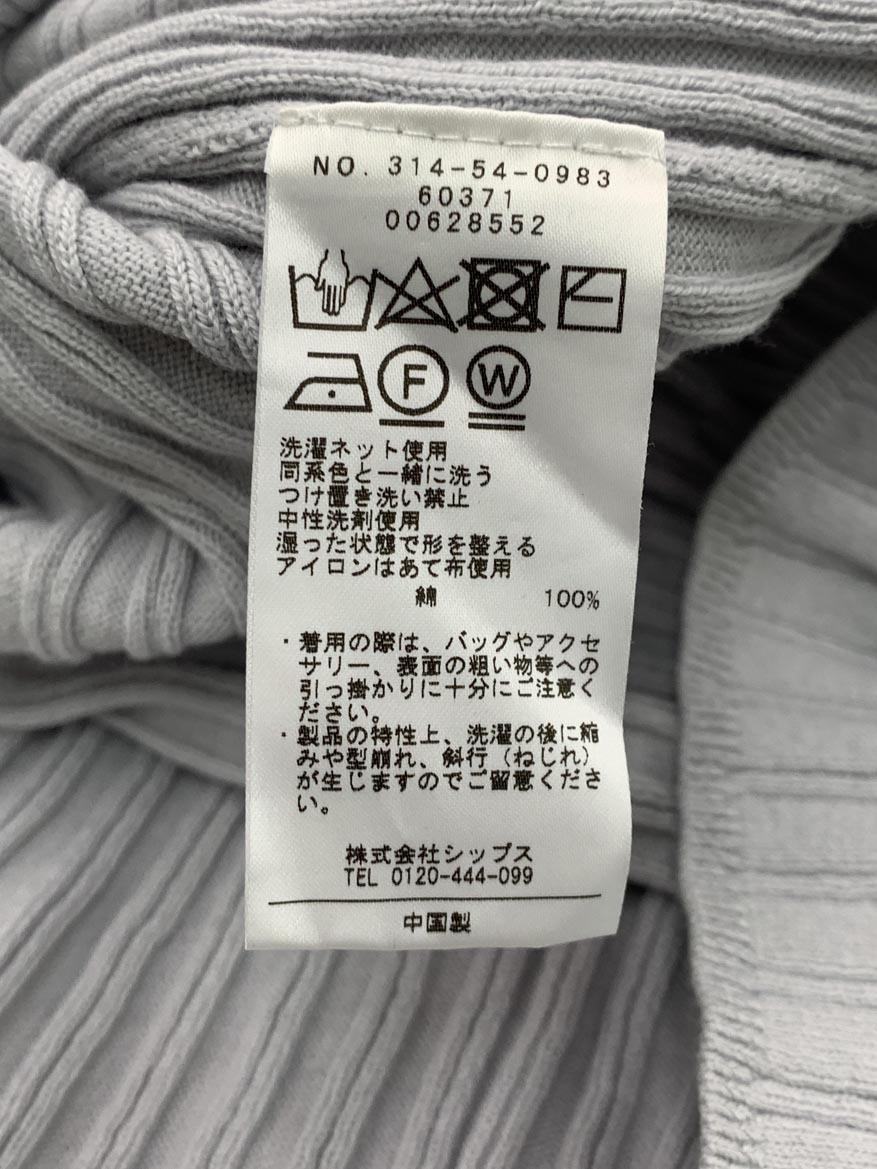 NO. 314-54-0983
60371
00628552
F W
洗濯ネット使用
同系色と一緒に洗う
つけ置き洗い禁止
中性洗剤使用
湿った状態で形を整える
アイロンはあて布使用
綿 100%
・着用の際は、バッグやアクセ
サリー、表面の粗い物等への
引っ掛かりに十分にご注意く
ださい。
・製品の特性上、洗濯の後に縮
みや型崩れ、斜行（ねじれ）
が生じますのでご留意くださ
い。
株式会社シップス
TEL 0120-444-099
中国製